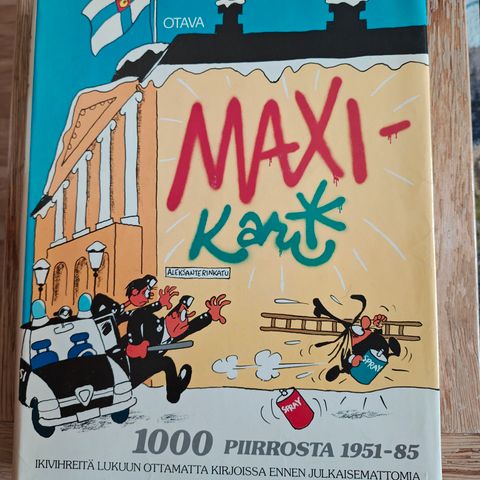 OTAVA
MAXI-
Kari
ALEKSANTERINKATU
SPRAY
SPRAY
1000 PIIRROSTA 1951-85
IKIVIHREITÄ LUKUUN OTTAMATTA KIRJOISSA ENNEN JULKAISEMATTOMIA